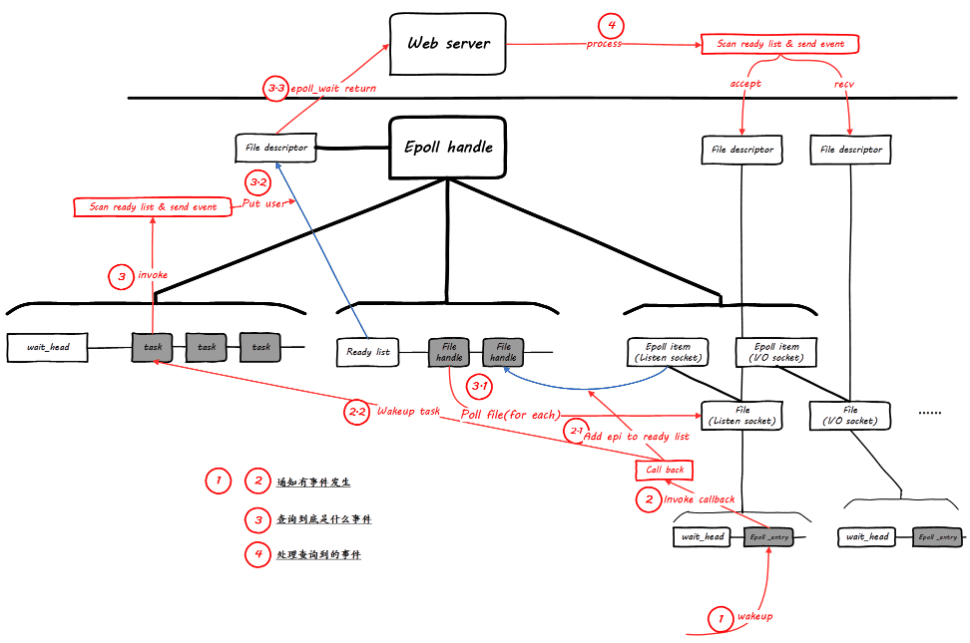 4
Web server
process
Scan ready list & send event
3.3
epoll_wait return
accept
recv
File descriptor
Epoll handle
File descriptor
File descriptor
3.2
Put user
Scan ready list & send event
3
invoke
wait_head
task
task
task
Ready list
File
handle
File
handle
Epoll item
(Listen socket)
Epoll item
(I/O socket)
3.1
2.2
Wakeup task
Poll file(for each)
File
(Listen socket)
File
(I/O socket)
......
2.1
Add epi to ready list
Call back
1
2
通知有事件发生
2
Invoke callback
3
查询到底是什么事件
wait_head
Epoll _entry
wait_head
Epoll _entry
4
处理查询到的事件
1
wakeup